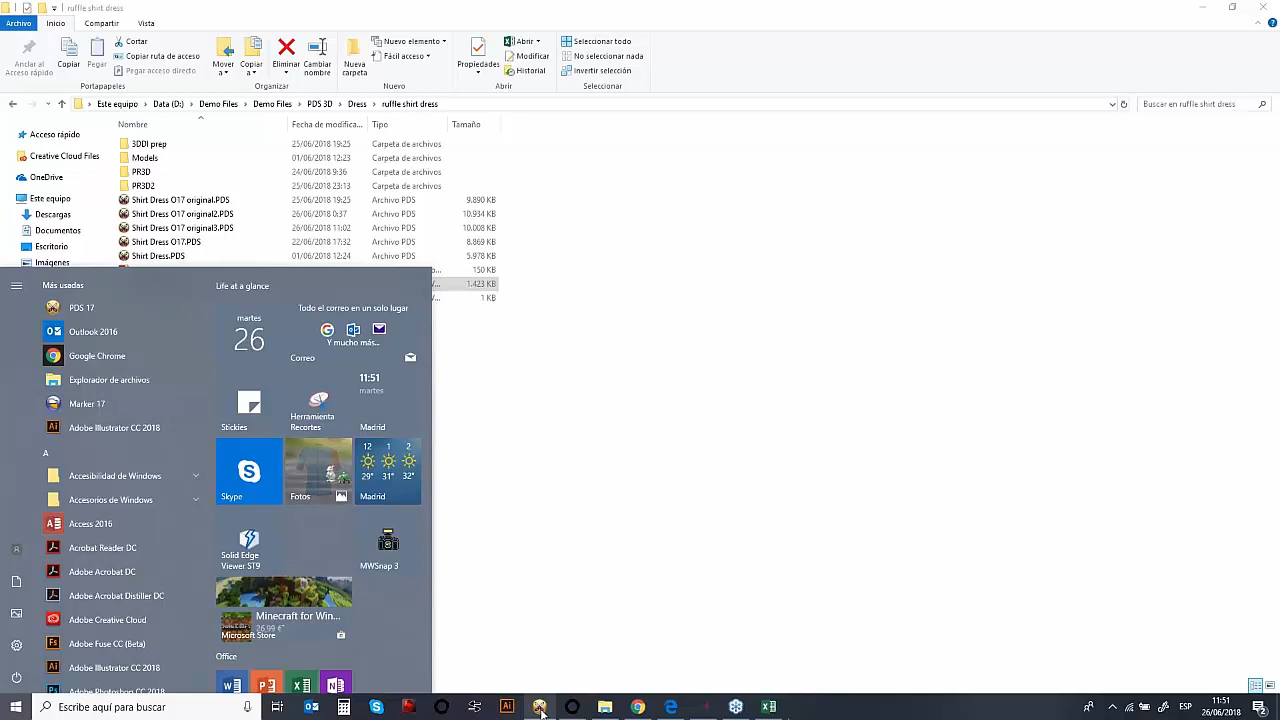 ruffle shirt dress
Archivo Inicio Compartir Vista
Anclar al Acceso rápido
Copiar
Pegar
Cortar
Copiar ruta de acceso
Pegar acceso directo
Portapapeles
Mover a
Copiar a
Eliminar
Cambiar nombre
Organizar
Nueva carpeta
Nuevo elemento
Fácil acceso
Nuevo
Propiedades
Abrir
Modificar
Historial
Abrir
Seleccionar todo
No seleccionar nada
Invertir selección
Seleccionar
Este equipo > Data (D:) > Demo Files > Demo Files > PDS 3D > Dress > ruffle shirt dress
Buscar en ruffle shirt dress
Nombre Fecha de modifica... Tipo Tamaño
Acceso rápido
Creative Cloud Files
OneDrive
Este equipo
Descargas
Documentos
Escritorio
Imágenes
3DDI prep 25/06/2018 19:25 Carpeta de archivos
Models 01/06/2018 12:23 Carpeta de archivos
PR3D 24/06/2018 9:36 Carpeta de archivos
PR3D2 25/06/2018 23:13 Carpeta de archivos
Shirt Dress O17 original.PDS 25/06/2018 19:25 Archivo PDS 9.890 KB
Shirt Dress O17 original2.PDS 26/06/2018 0:37 Archivo PDS 10.934 KB
Shirt Dress O17 original3.PDS 26/06/2018 11:02 Archivo PDS 10.008 KB
Shirt Dress O17.PDS 22/06/2018 17:32 Archivo PDS 8.869 KB
Shirt Dress.PDS 01/06/2018 12:24 Archivo PDS 5.978 KB
150 KB
1.423 KB
1 KB
Más usadas
PDS 17
Outlook 2016
Google Chrome
Explorador de archivos
Marker 17
Adobe Illustrator CC 2018
A
Accesibilidad de Windows
Accesorios de Windows
Access 2016
Acrobat Reader DC
Adobe Acrobat DC
Adobe Acrobat Distiller DC
Adobe Creative Cloud
Adobe Fuse CC (Beta)
Adobe Illustrator CC 2018
Adobe Photoshop CC 2018
Life at a glance
martes
26
Todo el correo en un solo lugar
Y mucho más...
Correo
Stickies
Herramienta Recortes
11:51
martes
Madrid
Skype
Fotos
12 1 2
29° 31° 32°
Madrid
Solid Edge
Viewer ST9
MWSnap 3
Minecraft for Win...
26,99 €
Microsoft Store
Office
Escribe aquí para buscar
ESP
11:51
26/06/2018
2